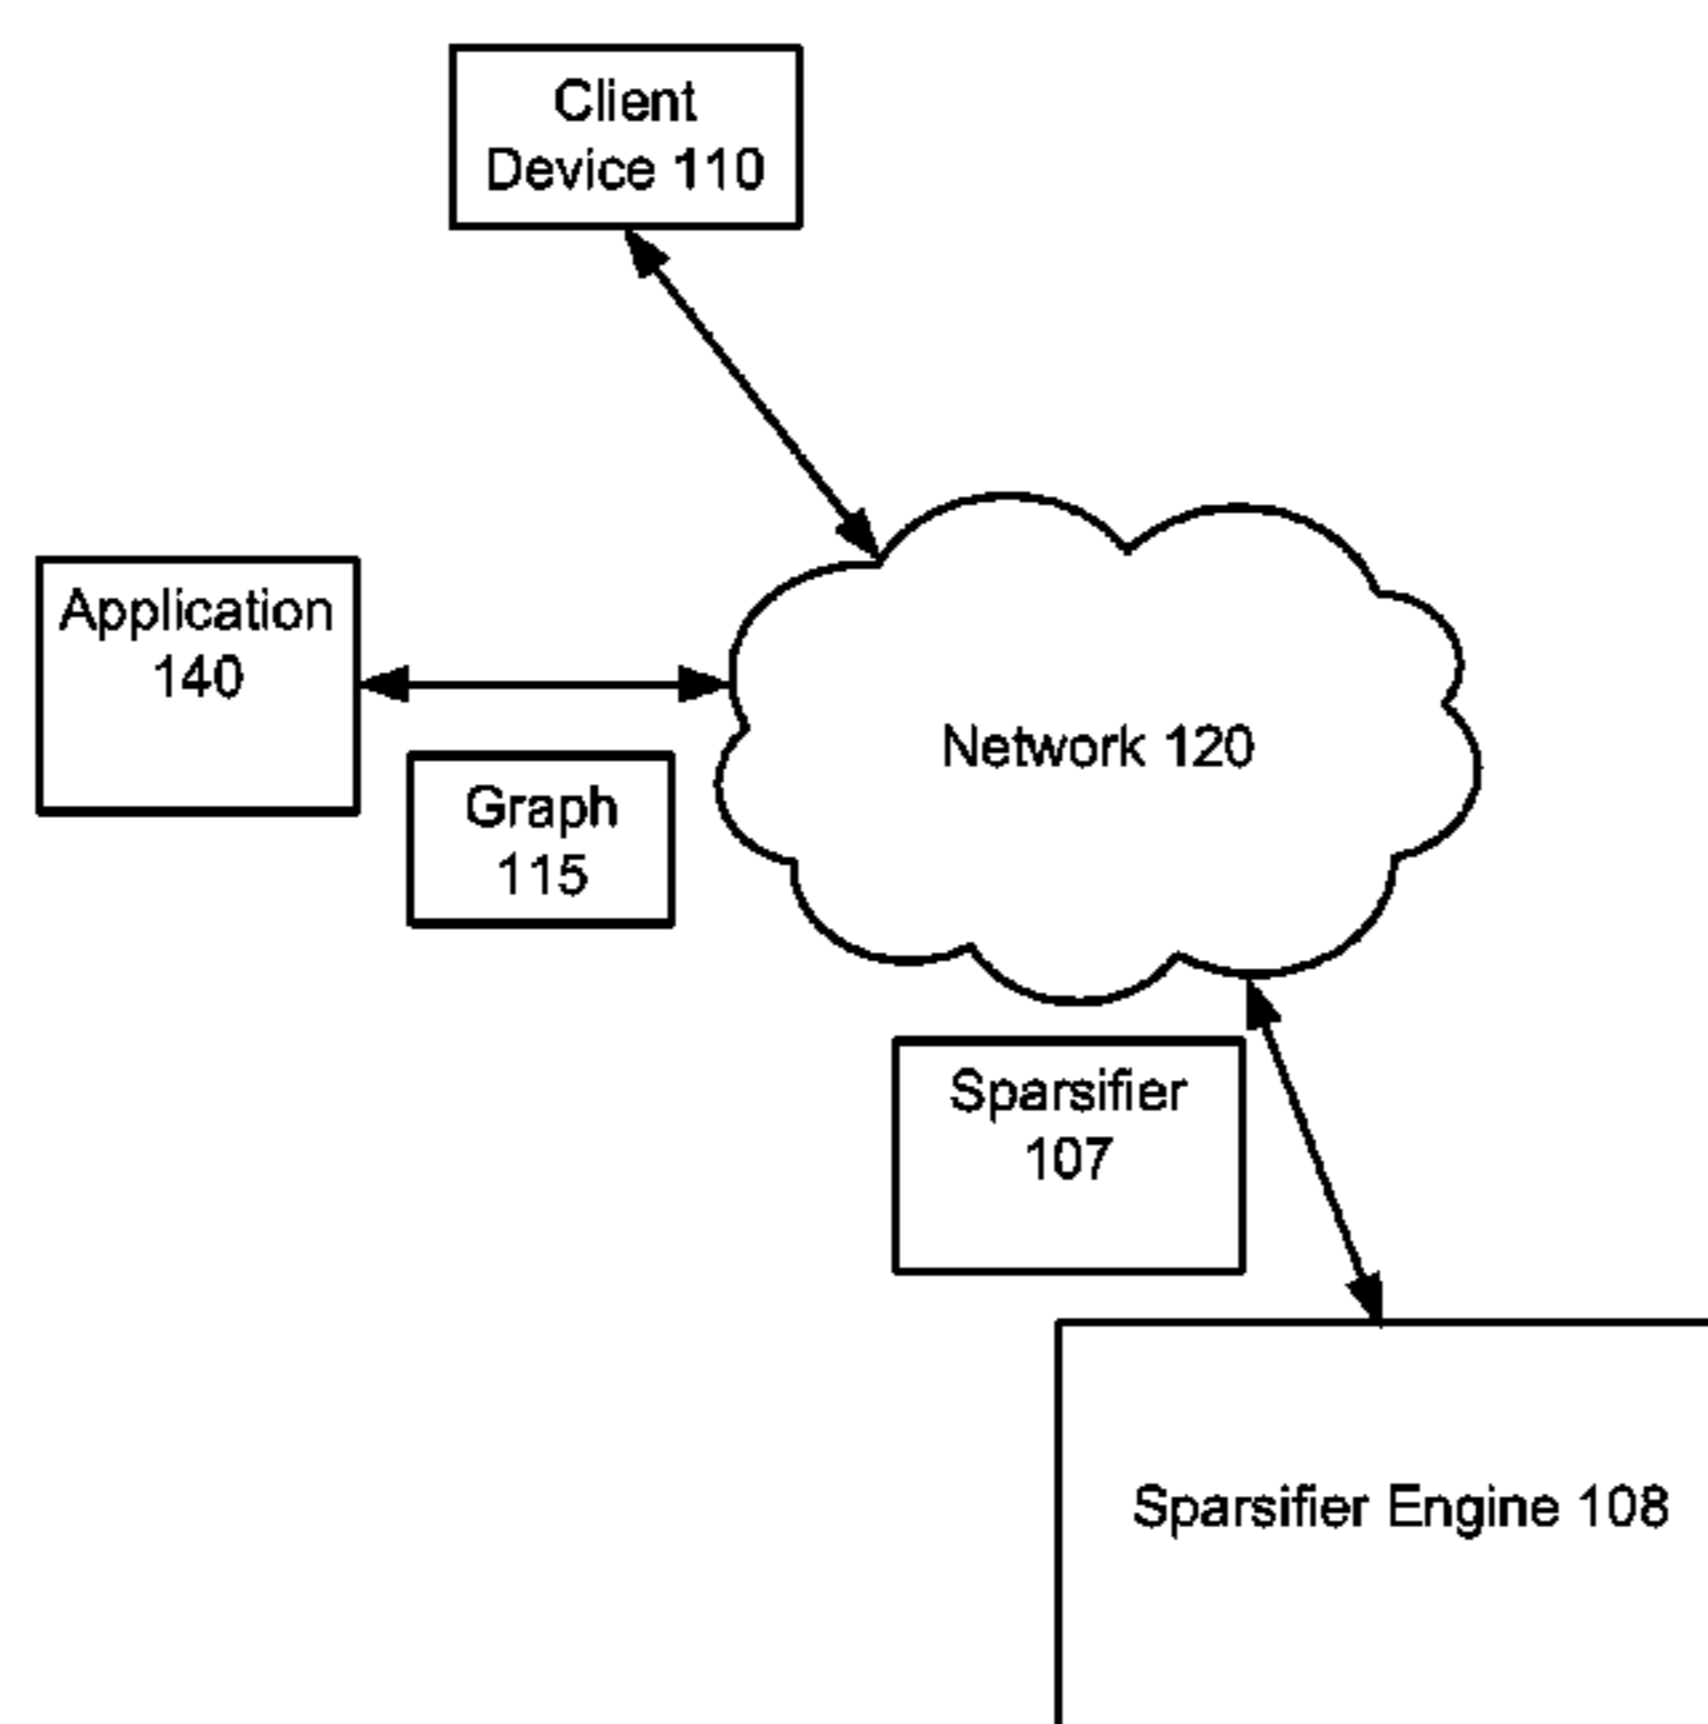 Client
Device 110
Application
140
Network 120
Graph
115
Sparsifier
107
Sparsifier Engine 108